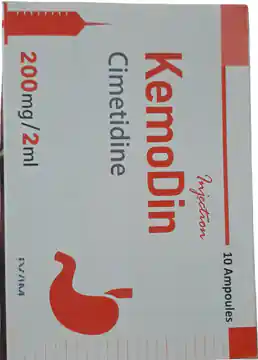 10 Ampoules
Injection
KemoDin
Cimetidine
200mg/2ml